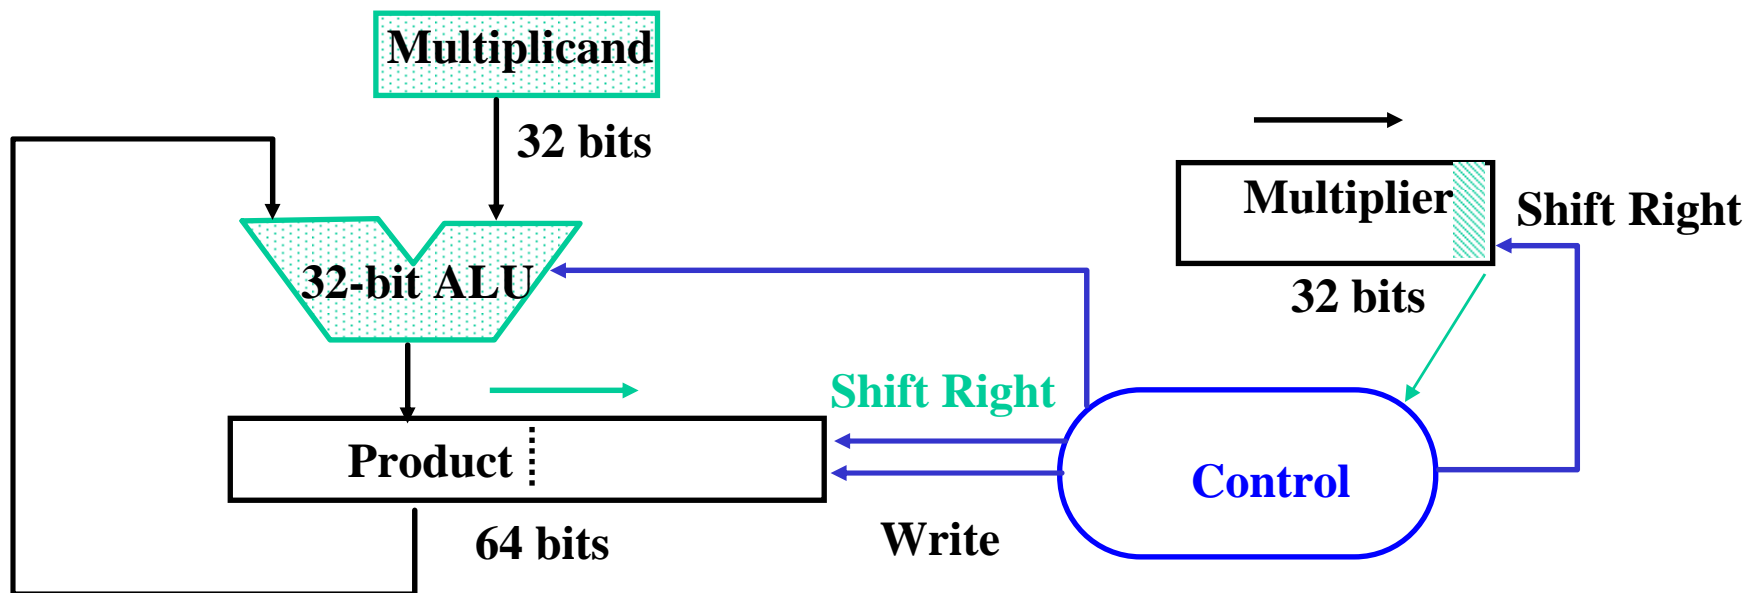 Multiplicand
32 bits
Multiplier
Shift Right
32-bit ALU
32 bits
Shift Right
Product
Control
64 bits
Write